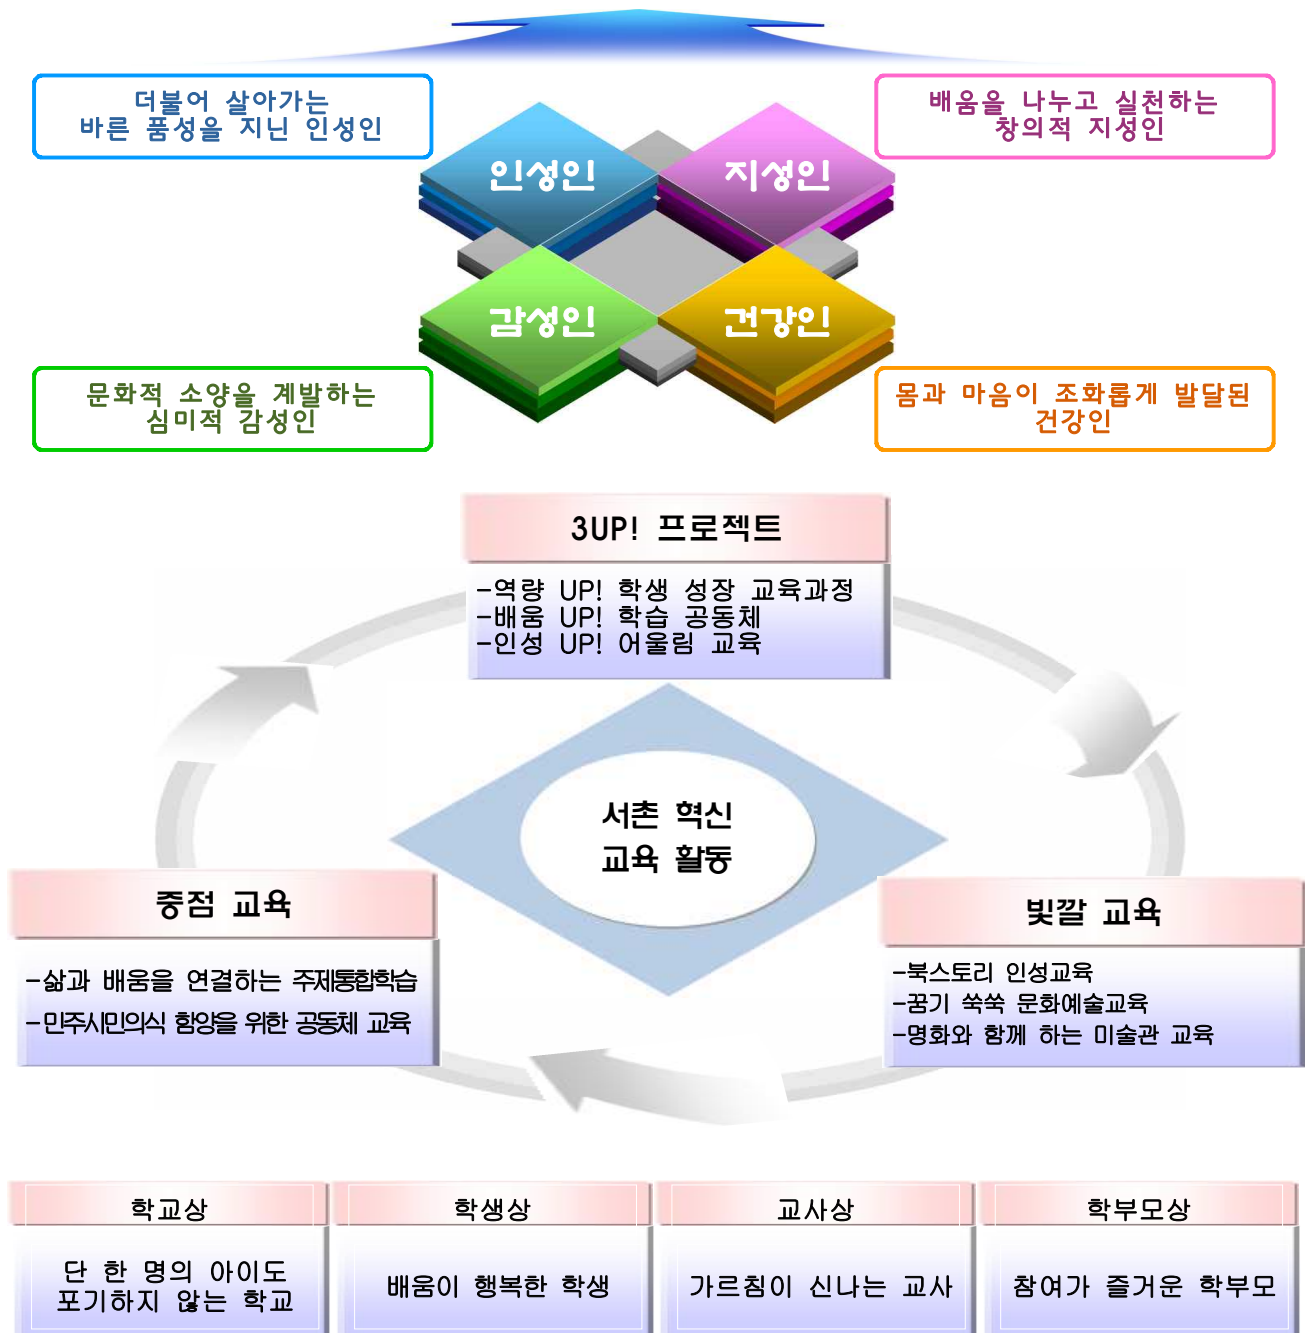 더불어 살아가는
바른 품성을 지닌 인성인
배움을 나누고 실천하는
창의적 지성인
인성인
지성인
감성인
건강인
문화적 소양을 계발하는
심미적 감성인
몸과 마음이 조화롭게 발달된
건강인
3UP! 프로젝트
-역량 UP! 학생 성장 교육과정
-배움 UP! 학습 공동체
-인성 UP! 어울림 교육
서촌 혁신
교육 활동
중점 교육
-삶과 배움을 연결하는 주제통합학습
-민주시민의식 함양을 위한 공동체 교육
빛깔 교육
-북스토리 인성교육
-꿈기 쑥쑥 문화예술교육
-명화와 함께 하는 미술관 교육
학교상
단 한 명의 아이도
포기하지 않는 학교
학생상
배움이 행복한 학생
교사상
가르침이 신나는 교사
학부모상
참여가 즐거운 학부모